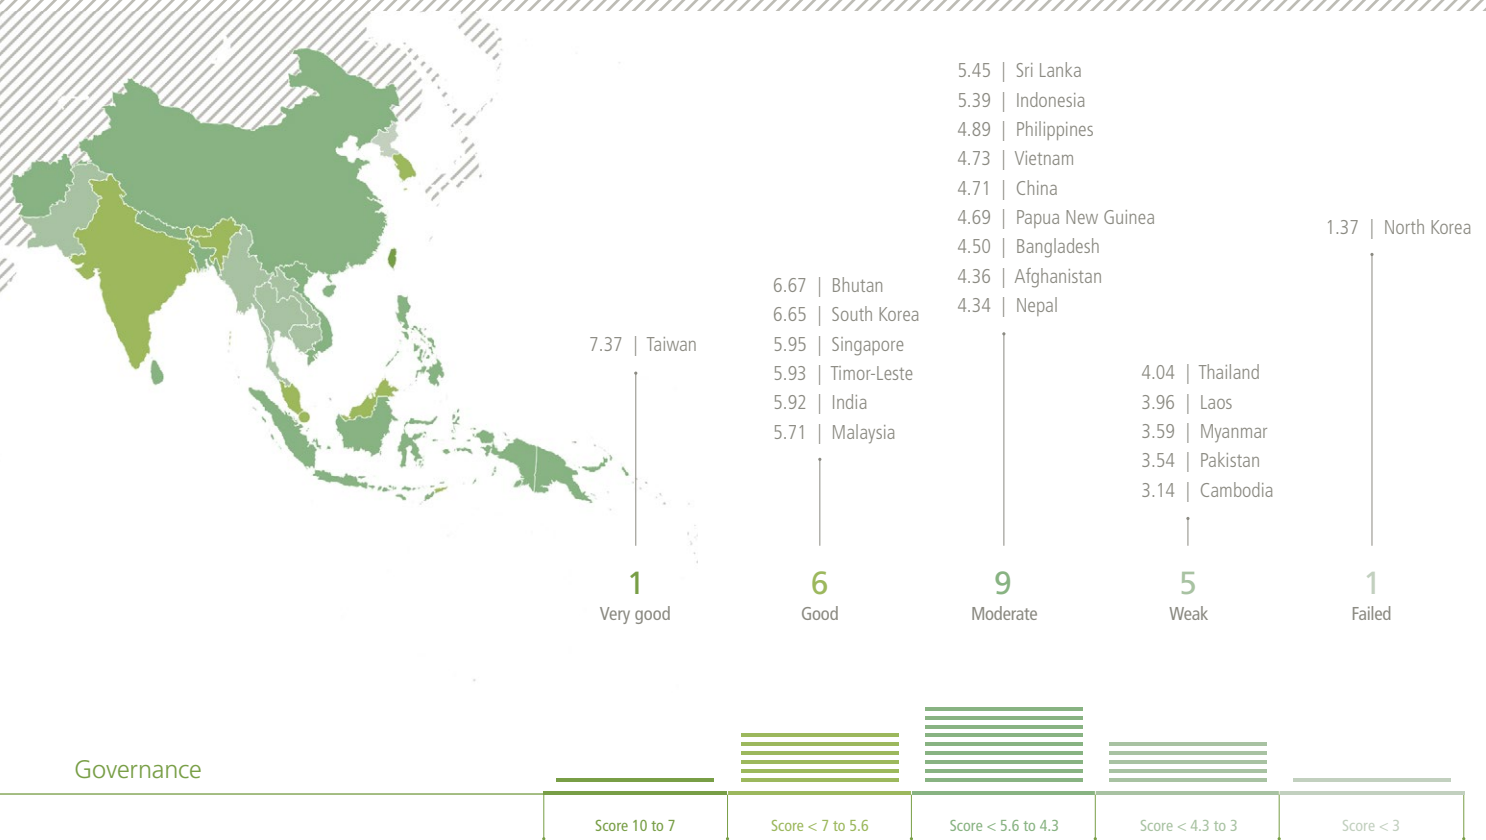 7.37 | Taiwan
1
Very good
6.67 | Bhutan
6.65 | South Korea
5.95 | Singapore
5.93 | Timor-Leste
5.92 | India
5.71 | Malaysia
6
Good
5.45 | Sri Lanka
5.39 | Indonesia
4.89 | Philippines
4.73 | Vietnam
4.71 | China
4.69 | Papua New Guinea
4.50 | Bangladesh
4.36 | Afghanistan
4.34 | Nepal
9
Moderate
4.04 | Thailand
3.96 | Laos
3.59 | Myanmar
3.54 | Pakistan
3.14 | Cambodia
5
Weak
1.37 | North Korea
1
Failed
Governance
Score 10 to 7
Score < 7 to 5.6
Score < 5.6 to 4.3
Score < 4.3 to 3
Score < 3